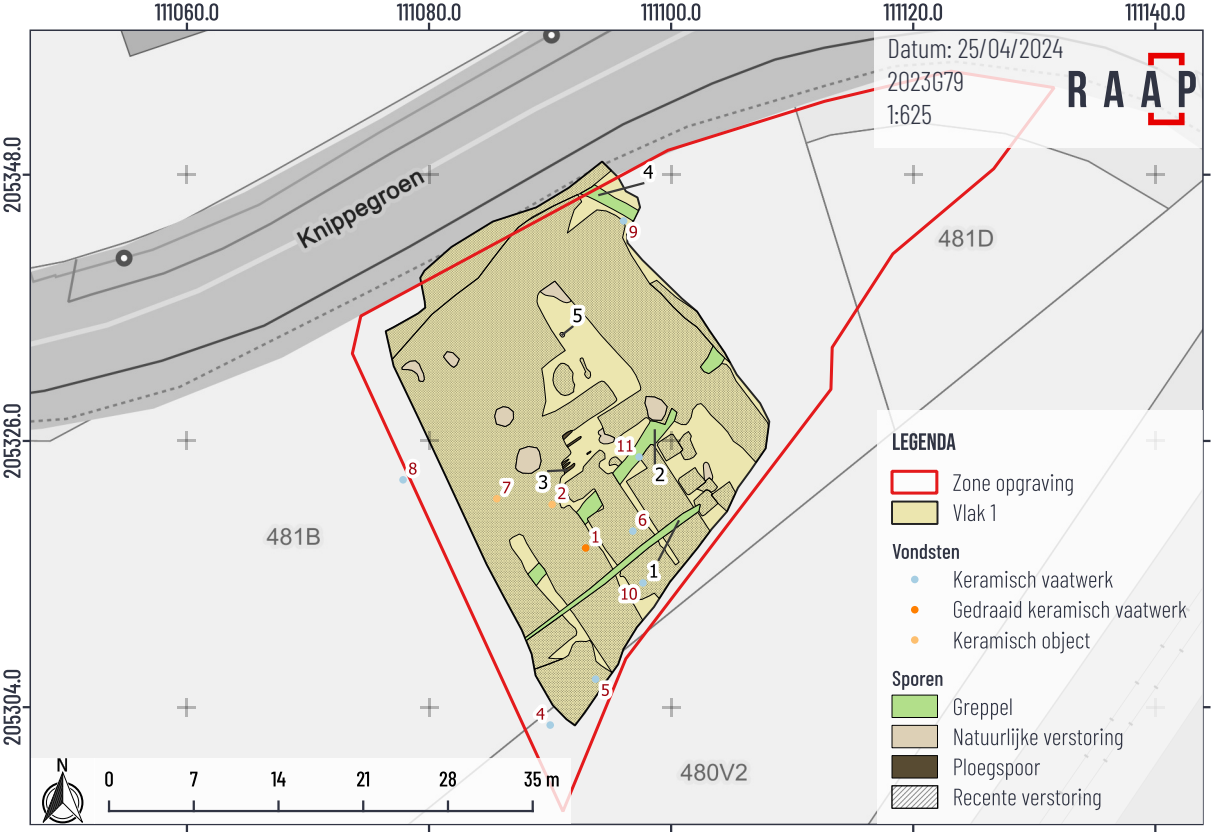 111060.0 111080.0 111100.0 111120.0 111140.0
Datum: 25/04/2024
2023G79
1:625
RAAP
205348.0
205326.0
205304.0
Knippegroen
481D
481B
480V2
4
9
5
11
2
3
8
7
2
6
1
1
10
5
4
LEGENDA
Zone opgraving
Vlak 1
Vondsten
Keramisch vaatwerk
Gedraaid keramisch vaatwerk
Keramisch object
Sporen
Greppel
Natuurlijke verstoring
Ploegspoor
Recente verstoring
N
0 7 14 21 28 35 m